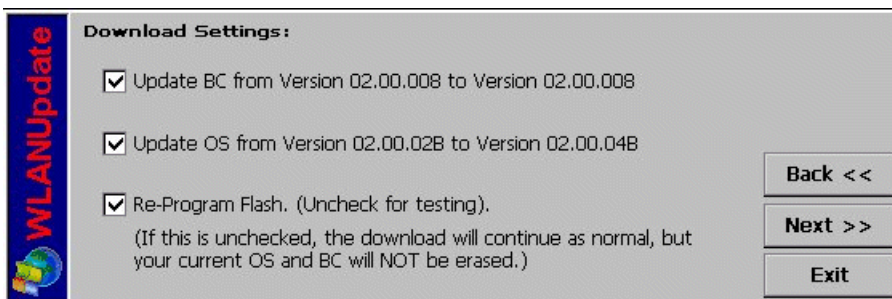 WLANUpdate
Download Settings:
Update BC from Version 02.00.008 to Version 02.00.008
Update OS from Version 02.00.02B to Version 02.00.04B
Re-Program Flash. (Uncheck for testing).
(If this is unchecked, the download will continue as normal, but
your current OS and BC will NOT be erased.)
Back <<
Next >>
Exit